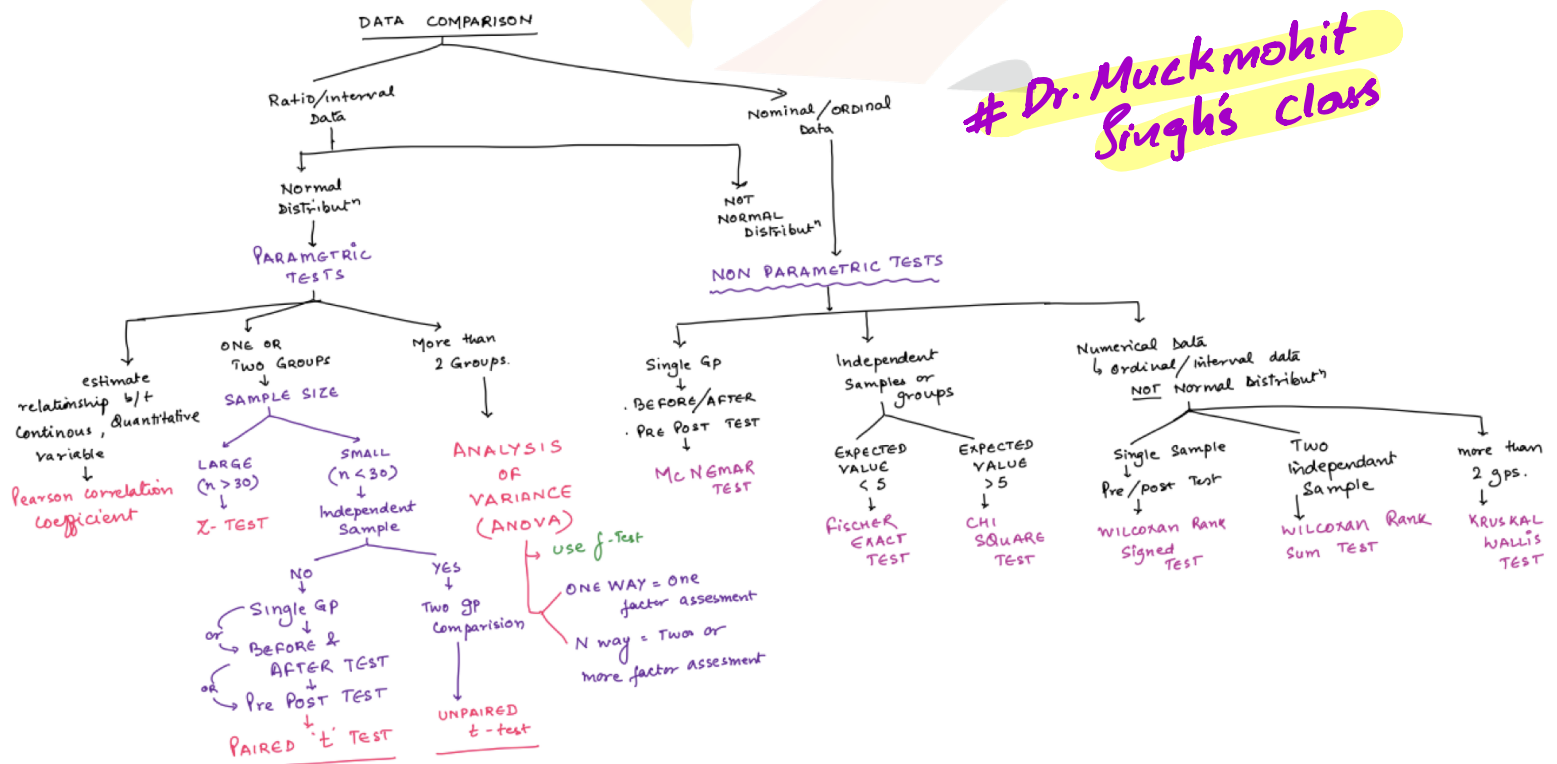 DATA COMPARISON
# Dr. Muckmohit
Singh's class
Ratio/interval
Data
Nominal/ORDinal
Data
Normal
Distributⁿ
NOT
NORMAL
Distributⁿ
PARAMETRIC
TESTS
NON PARAMETRIC TESTS
estimate
relationship b/t
Continous, Quantitative
variable
Pearson correlation
coefficient
ONE OR
TWO GROUPS
SAMPLE SIZE
LARGE
(n >30)
Z- TEST
SMALL
(n <30)
Independent
Sample
NO
Single GP
or
BEFORE &
AFTER TEST
OR
Pre POST TEST
PAIRED 't' TEST
YES
Two gp
Comparision
UNPAIRED
t-test
More than
2 Groups.
ANALYSIS
OF
VARIANCE
(ANOVA)
use f-Test
ONE WAY = One
factor assesment
N way = Two or
more factor assesment
Single Gp
. BEFORE/AFTER
. PRE POST TEST
Mc NEMAR
TEST
Independent
Samples or
groups
EXPECTED
VALUE
< 5
FISCHER
EXACT
TEST
EXPECTED
VALUE
>5
CHI
SQUARE
TEST
Numerical Data
↳ ordinal/interval data
NOT Normal Distributⁿ
Single Sample
Pre/post Test
WILCOXAN RANK
Signed
TEST
Two
independant
Sample
WILCOXAN Rank
Sum TEST
more than
2 gps.
KRUSKAL
WALLIS
TEST